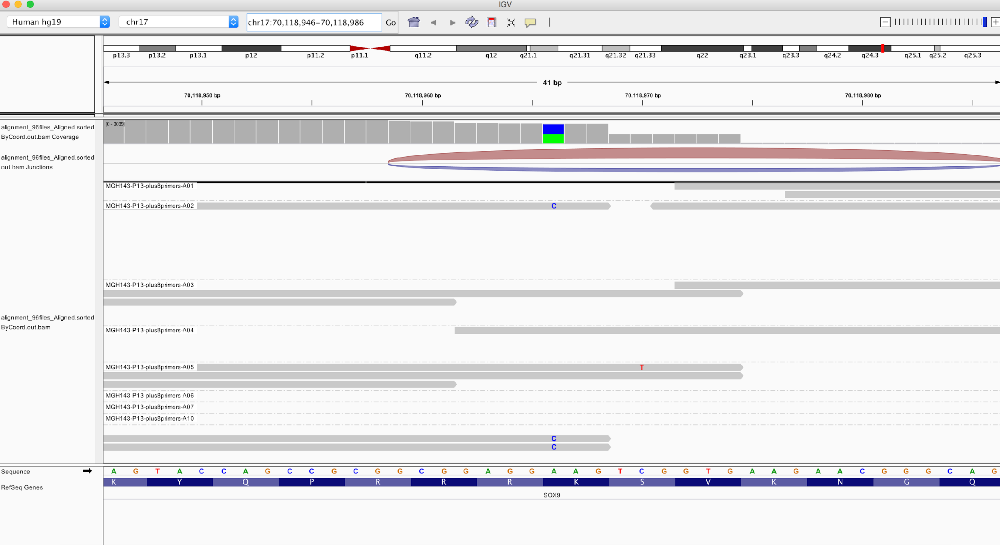 IGV
Human hg19 chr17 chr17:70,118,946-70,118,986 Go
p13.3 p13.2 p13.1 p12 p11.2 p11.1 q11.2 q12 q21.1 q21.31 q21.32 q21.33 q22 q23.1 q23.3 q24.2 q24.3 q25.1 q25.2 q25.3
41 bp
70,118,950 bp 70,118,960 bp 70,118,970 bp 70,118,980 bp
alignment_96files_Aligned.sorted
ByCoord.out.bam Coverage
[0 - 3039]
alignment_96files_Aligned.sorted
out.bam Junctions
MGH143-P13-plus8primers-A01
MGH143-P13-plus8primers-A02 C
MGH143-P13-plus8primers-A03
alignment_96files_Aligned.sorted
ByCoord.out.bam
MGH143-P13-plus8primers-A04
MGH143-P13-plus8primers-A05 T
MGH143-P13-plus8primers-A06
MGH143-P13-plus8primers-A07
MGH143-P13-plus8primers-A10
C
C
Sequence A G T A C C A G C C G C G G C G G A G G A A G T C G G T G A A G A A C G G G C A G
K Y Q P R R R K S V K N G Q
RefSeq Genes
SOX9